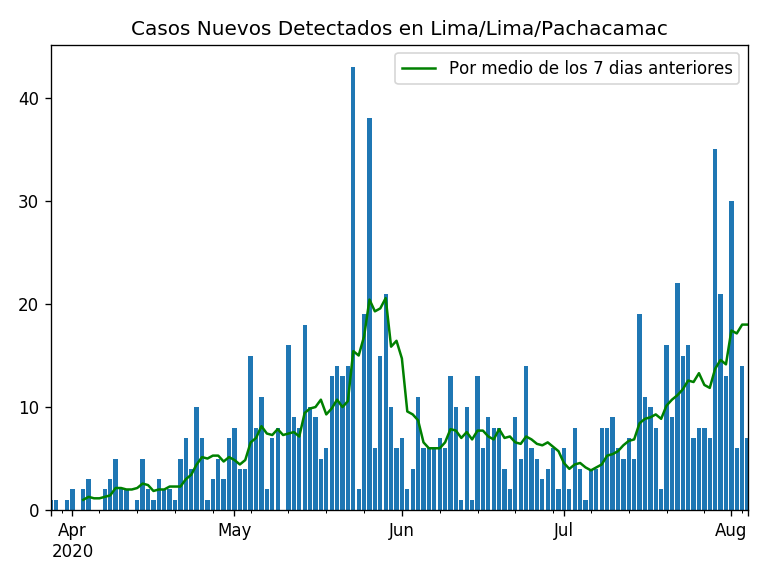 Casos Nuevos Detectados en Lima/Lima/Pachacamac
Por medio de los 7 dias anteriores
40
30
20
10
0
Apr May Jun Jul Aug
2020